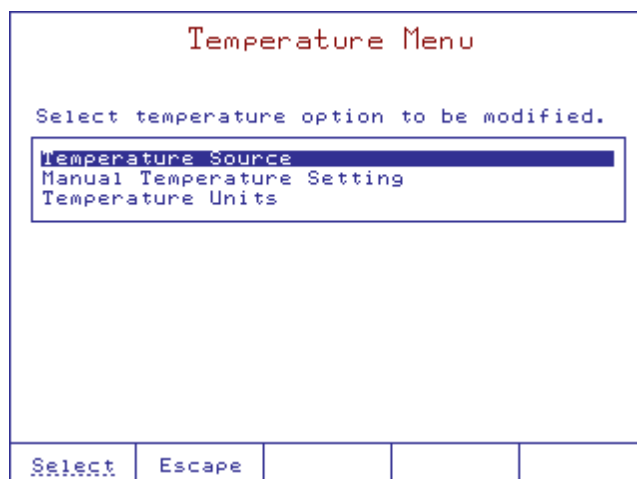 Temperature Menu
Select temperature option to be modified.
Temperature Source
Manual Temperature Setting
Temperature Units
Select Escape